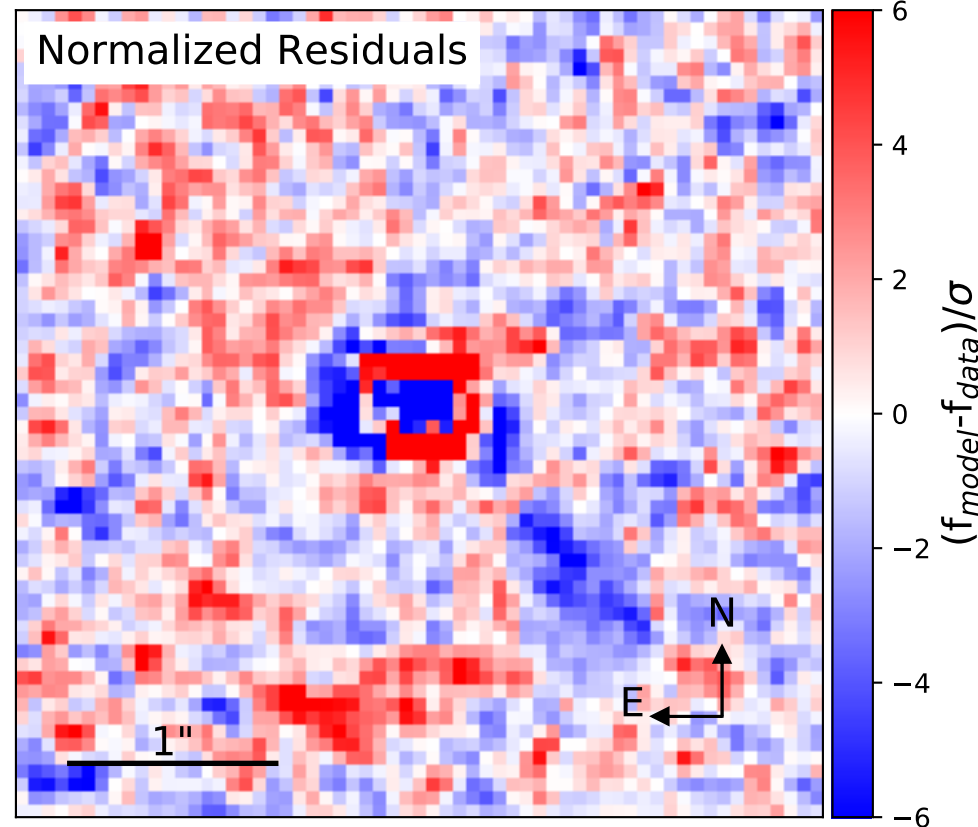 Normalized Residuals
6
4
2
0
−2
−4
−6
(f_model-f_data)/σ
N
E
1"